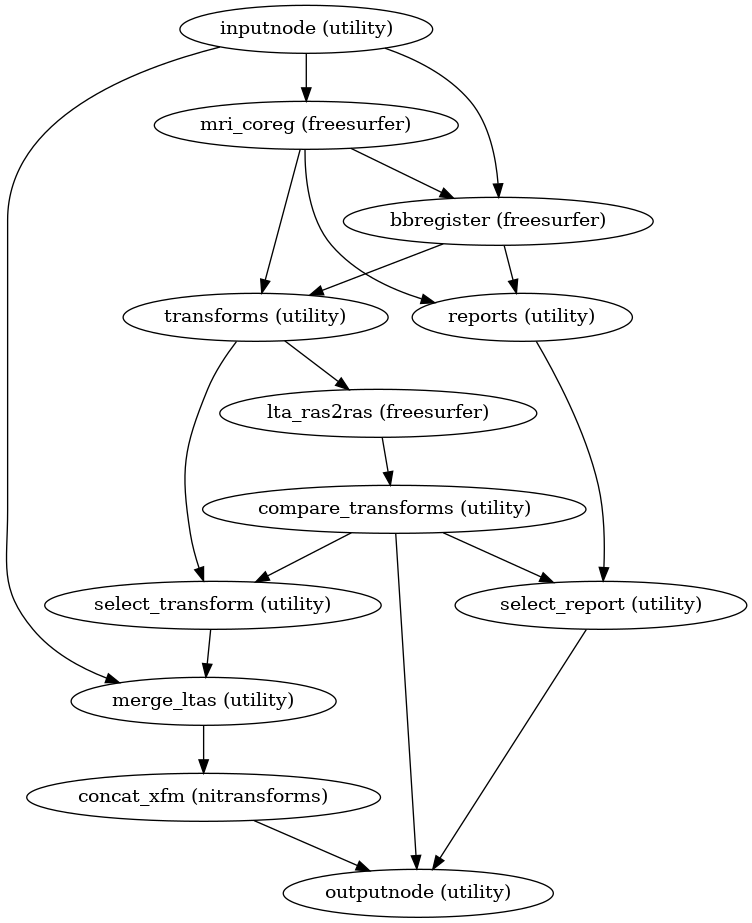 inputnode (utility)
mri_coreg (freesurfer)
bbregister (freesurfer)
transforms (utility)
reports (utility)
lta_ras2ras (freesurfer)
compare_transforms (utility)
select_transform (utility)
select_report (utility)
merge_ltas (utility)
concat_xfm (nitransforms)
outputnode (utility)